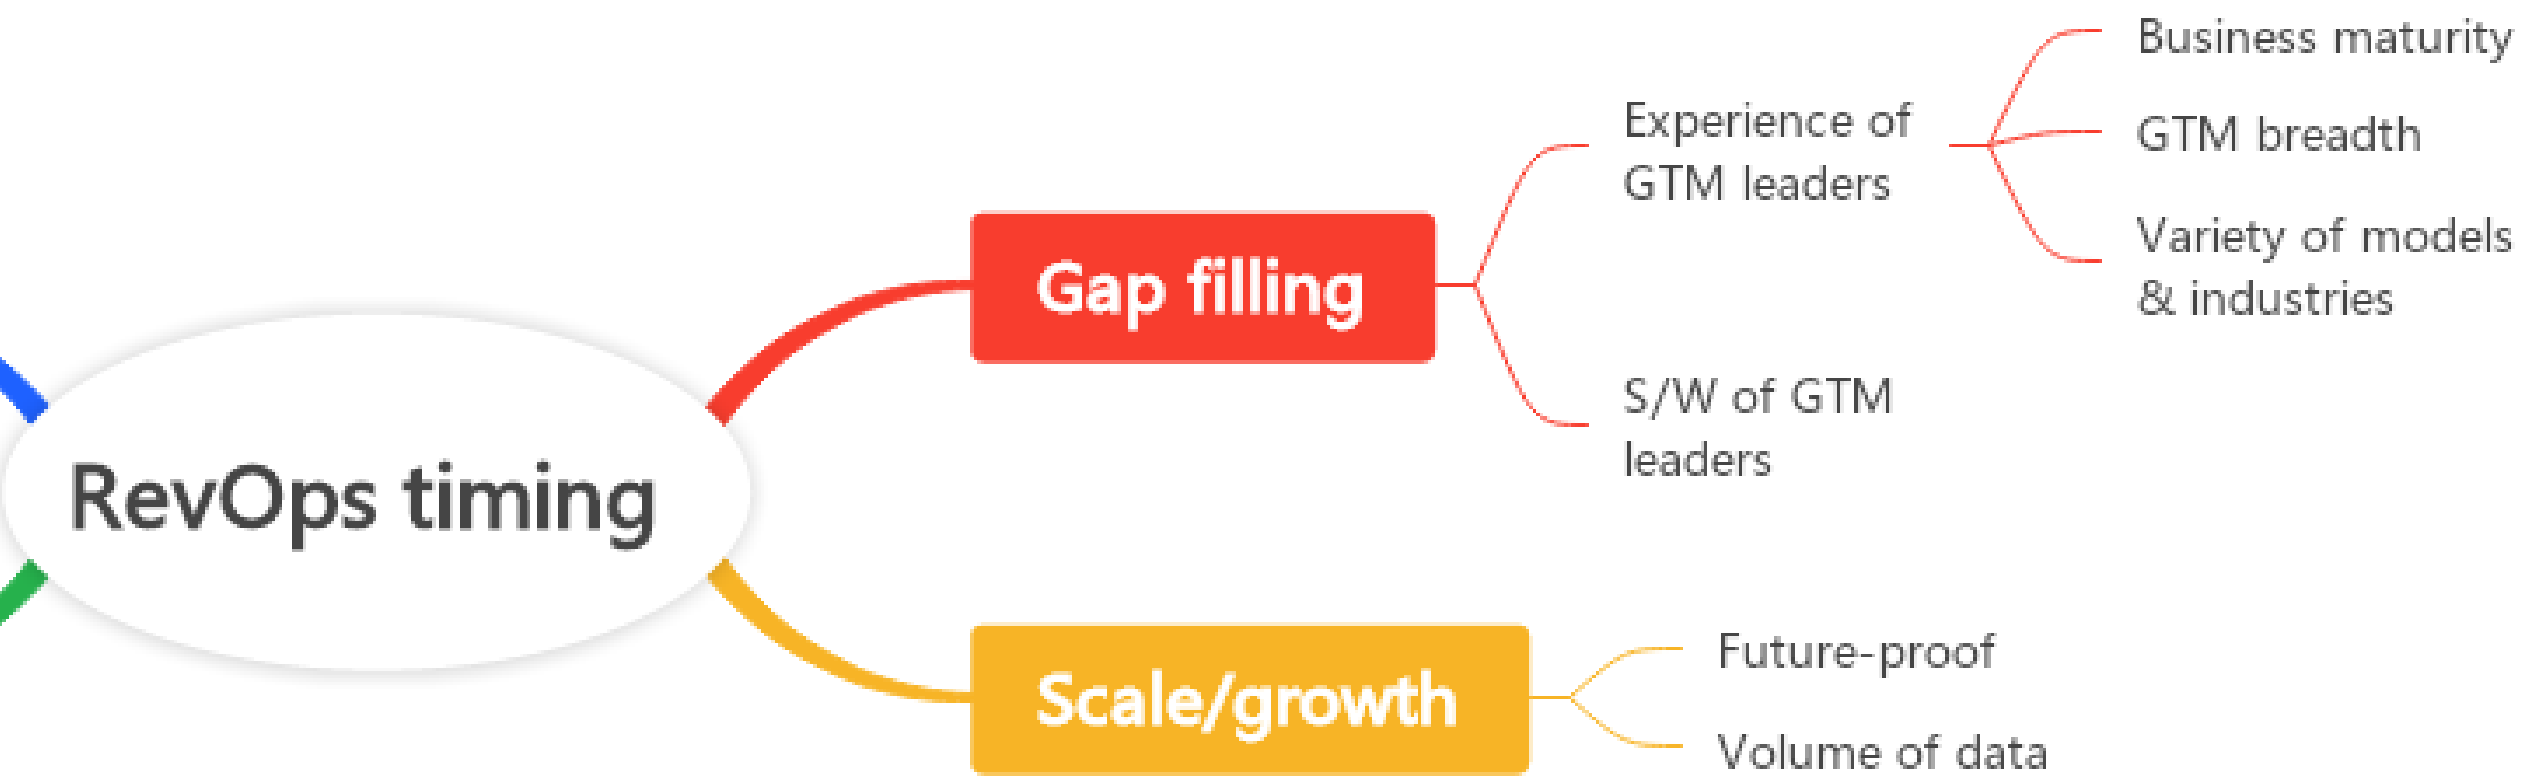 Business maturity
Experience of
GTM leaders
GTM breadth
Variety of models
& industries
Gap filling
S/W of GTM
leaders
RevOps timing
Scale/growth
Future-proof
Volume of data